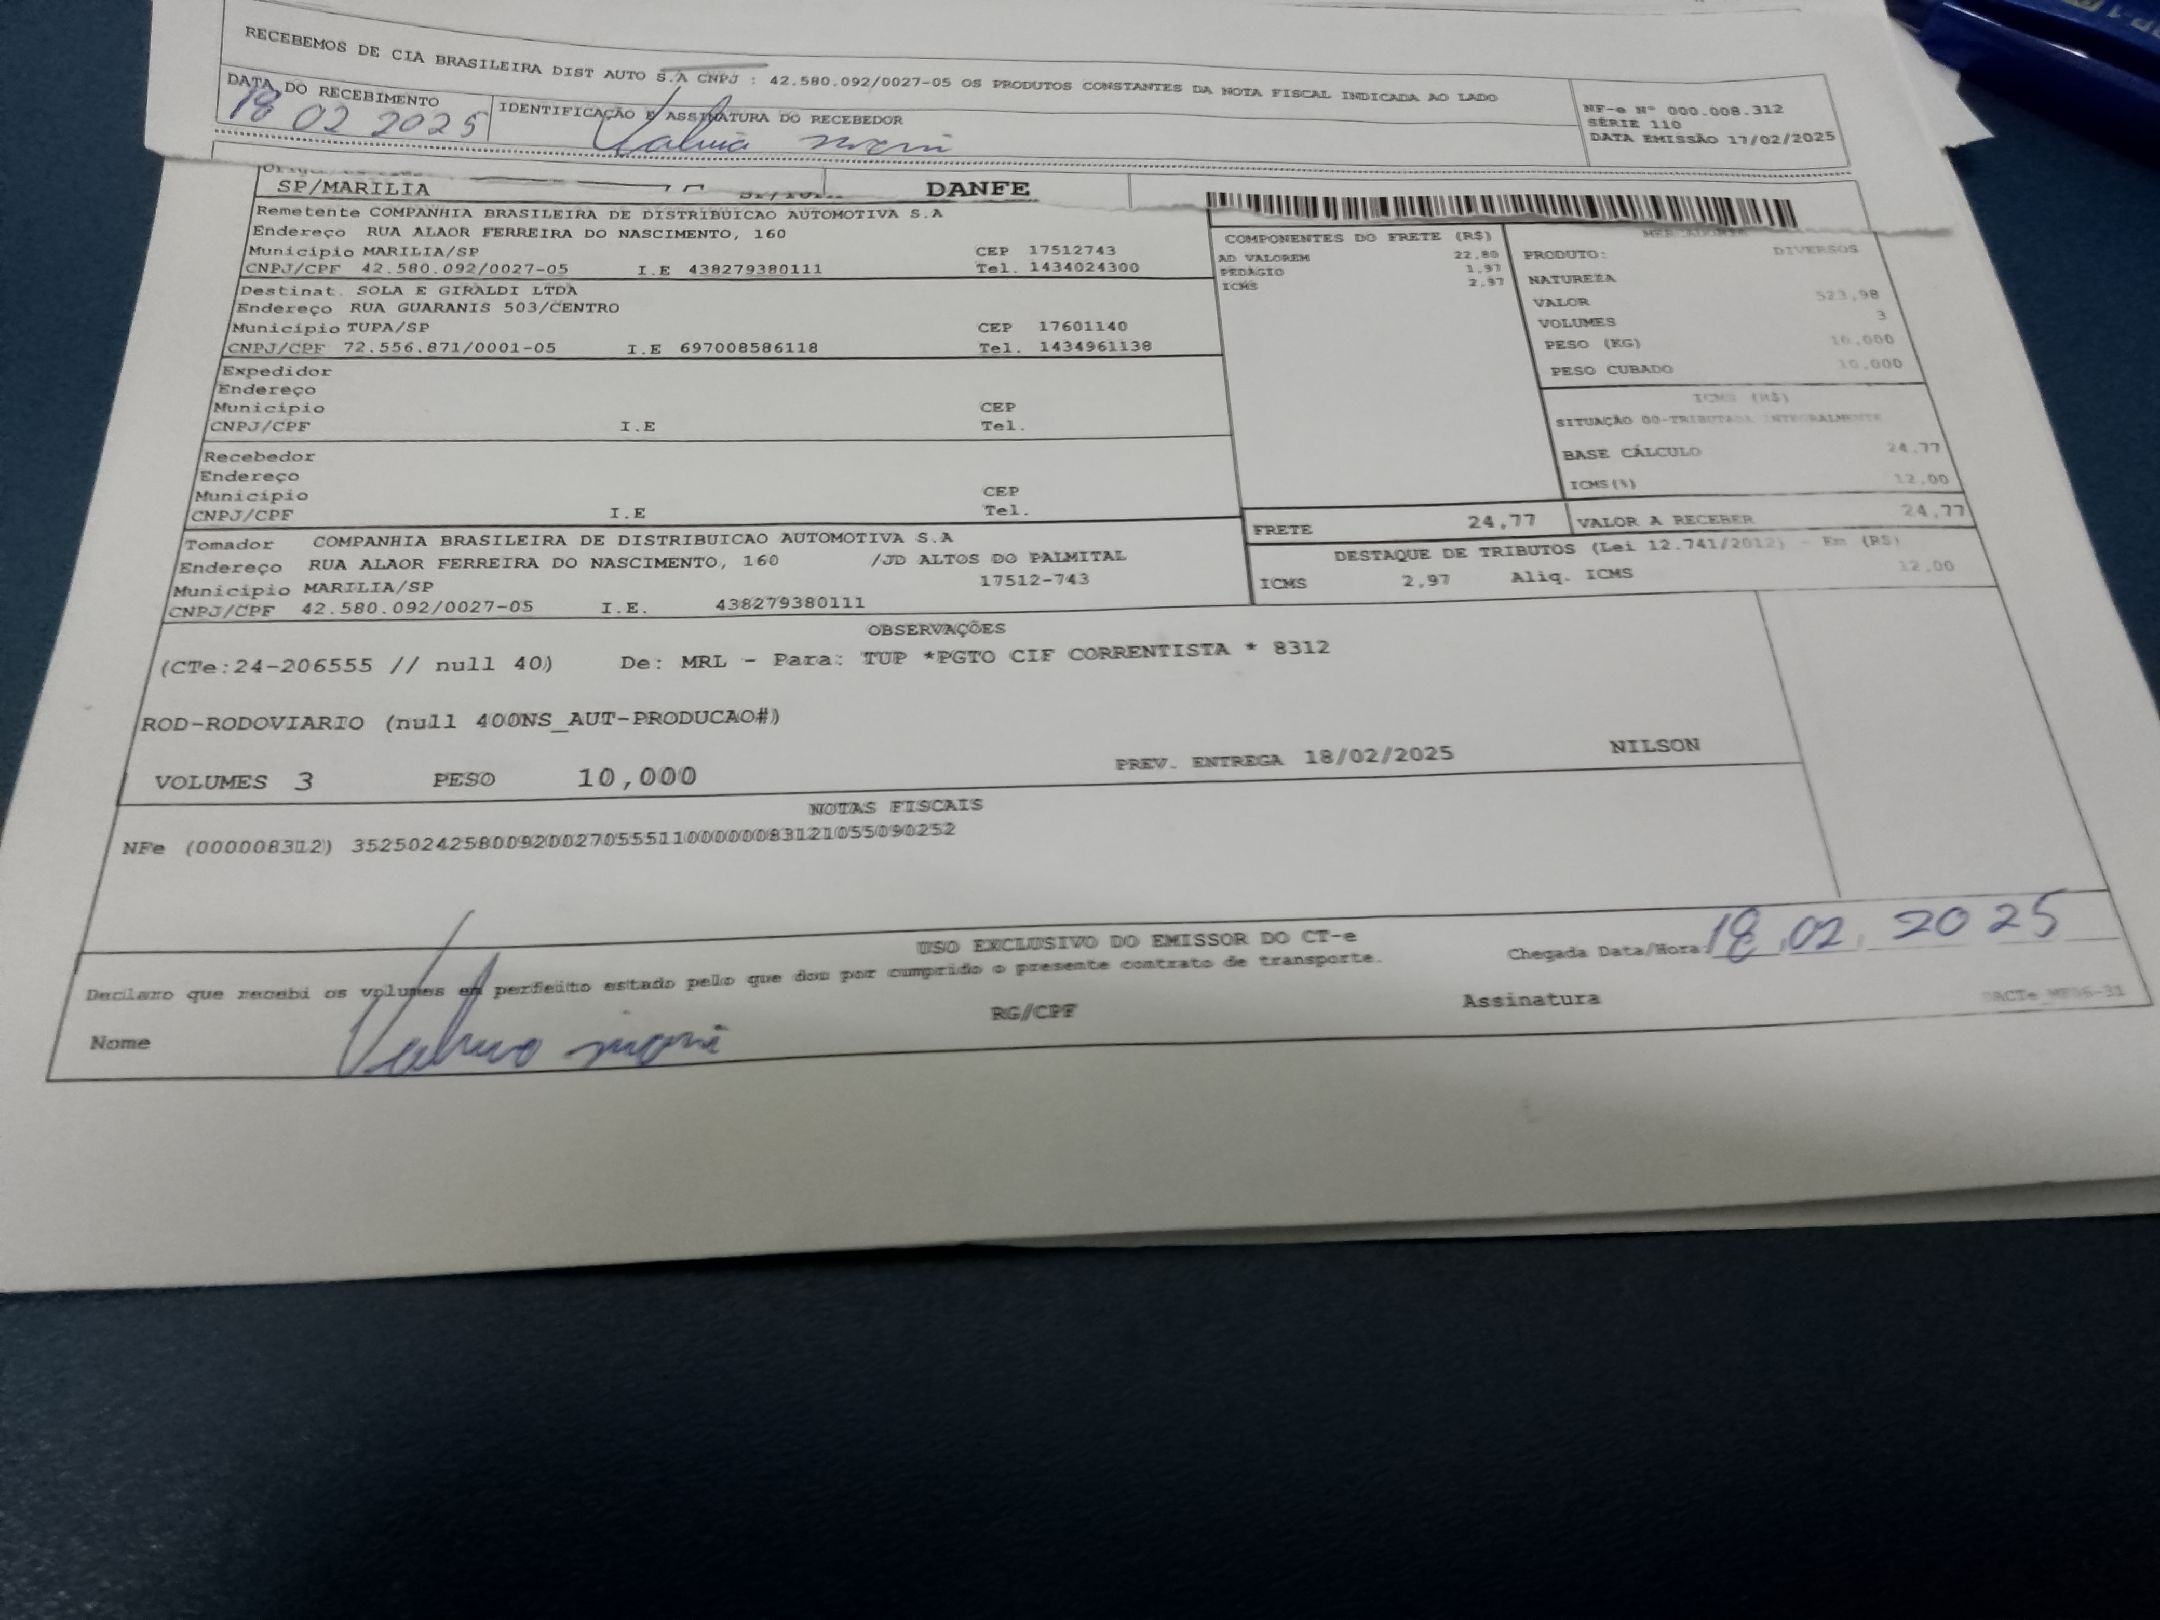 RECEBEMOS DE CIA BRASILEIRA DIST AUTO S.A CNPJ : 42.580.092/0027-05 OS PRODUTOS CONSTANTES DA NOTA FISCAL INDICADA AO LADO
NF-e Nº 000.008.312
SÉRIE 110
DATA EMISSÃO 17/02/2025
DATA DO RECEBIMENTO
18 02 2025
IDENTIFICAÇÃO E ASSINATURA DO RECEBEDOR
SP/MARILIA
DANFE
Remetente COMPANHIA BRASILEIRA DE DISTRIBUICAO AUTOMOTIVA S.A
Endereço RUA ALAOR FERREIRA DO NASCIMENTO, 160
Municipio MARILIA/SP CEP 17512743
CNPJ/CPF 42.580.092/0027-05 I.E 438279380111 Tel. 1434024300
Destinat. SOLA E GIRALDI LTDA
Endereço RUA GUARANIS 503/CENTRO
Municipio TUPA/SP CEP 17601140
CNPJ/CPF 72.556.871/0001-05 I.E 697008586118 Tel. 1434961138
Expedidor
Endereço
Municipio CEP
CNPJ/CPF I.E Tel.
Recebedor
Endereço
Municipio CEP
CNPJ/CPF I.E Tel.
Tomador COMPANHIA BRASILEIRA DE DISTRIBUICAO AUTOMOTIVA S.A
Endereço RUA ALAOR FERREIRA DO NASCIMENTO, 160 /JD ALTOS DO PALMITAL
Municipio MARILIA/SP 17512-743
CNPJ/CPF 42.580.092/0027-05 I.E. 438279380111
COMPONENTES DO FRETE (R$)
AD VALOREM 22,80
PEDÁGIO 1,97
ICMS 2,97
MERCADORIA
PRODUTO: DIVERSOS
NATUREZA
VALOR 523,98
VOLUMES 3
PESO (KG) 10,000
PESO CUBADO 10,000
ICMS (R$)
SITUAÇÃO 00-TRIBUTADA INTEGRALMENTE
BASE CÁLCULO 24,77
ICMS(%) 12,00
FRETE 24,77
VALOR A RECEBER 24,77
DESTAQUE DE TRIBUTOS (Lei 12.741/2012) - Em (R$)
ICMS 2,97 Aliq. ICMS 12,00
OBSERVAÇÕES
(CTe:24-206555 // null 40) De: MRL - Para: TUP *PGTO CIF CORRENTISTA * 8312
ROD-RODOVIARIO (null 400NS_AUT-PRODUCAO#)
VOLUMES 3 PESO 10,000 PREV. ENTREGA 18/02/2025 NILSON
NOTAS FISCAIS
NFe (000008312) 35250242580092002705551100000083121055090252
USO EXCLUSIVO DO EMISSOR DO CT-e
Declaro que recebi os volumes em perfeito estado pelo que dou por cumprido o presente contrato de transporte.
Chegada Data/Hora: 18 02 2025
Nome RG/CPF Assinatura